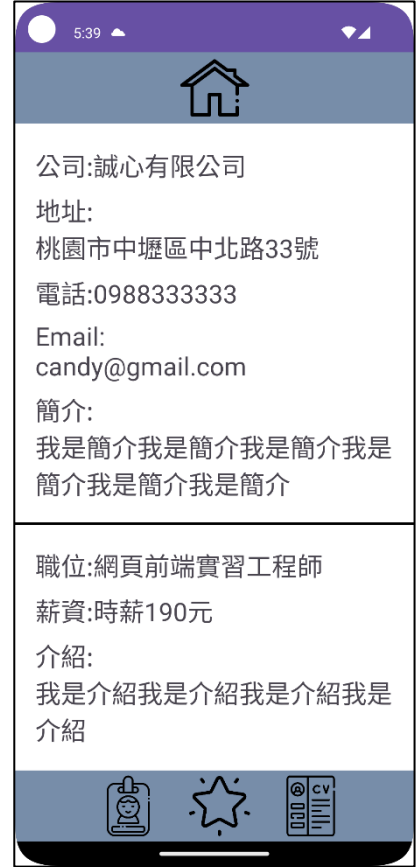 5:39
公司:誠心有限公司
地址:
桃園市中壢區中北路33號
電話:0988333333
Email:
candy@gmail.com
簡介:
我是簡介我是簡介我是簡介我是
簡介我是簡介我是簡介
職位:網頁前端實習工程師
薪資:時薪190元
介紹:
我是介紹我是介紹我是介紹我是
介紹
CV